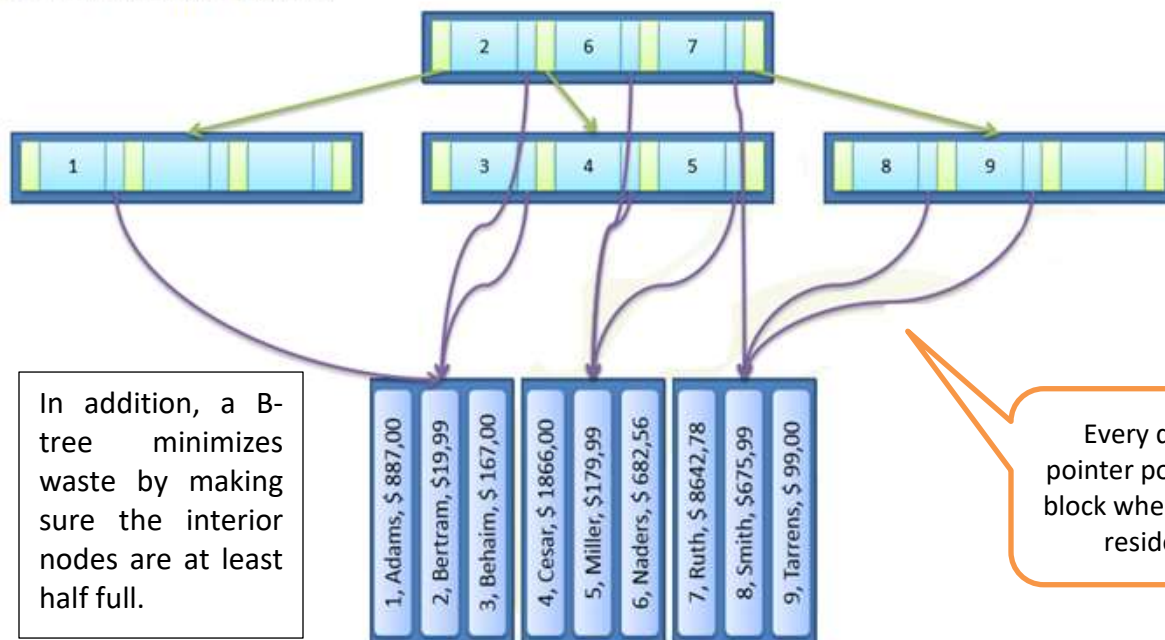 2 6 7
1
3 4 5
8 9
In addition, a B-
tree minimizes
waste by making
sure the interior
nodes are at least
half full.
1, Adams, $ 887,00
2, Bertram, $19,99
3, Behaim, $ 167,00
4, Cesar, $ 1866,00
5, Miller, $179,99
6, Naders, $ 682,56
7, Ruth, $ 8642,78
8, Smith, $675,99
9, Tarrens, $ 99,00
Every
pointer
block